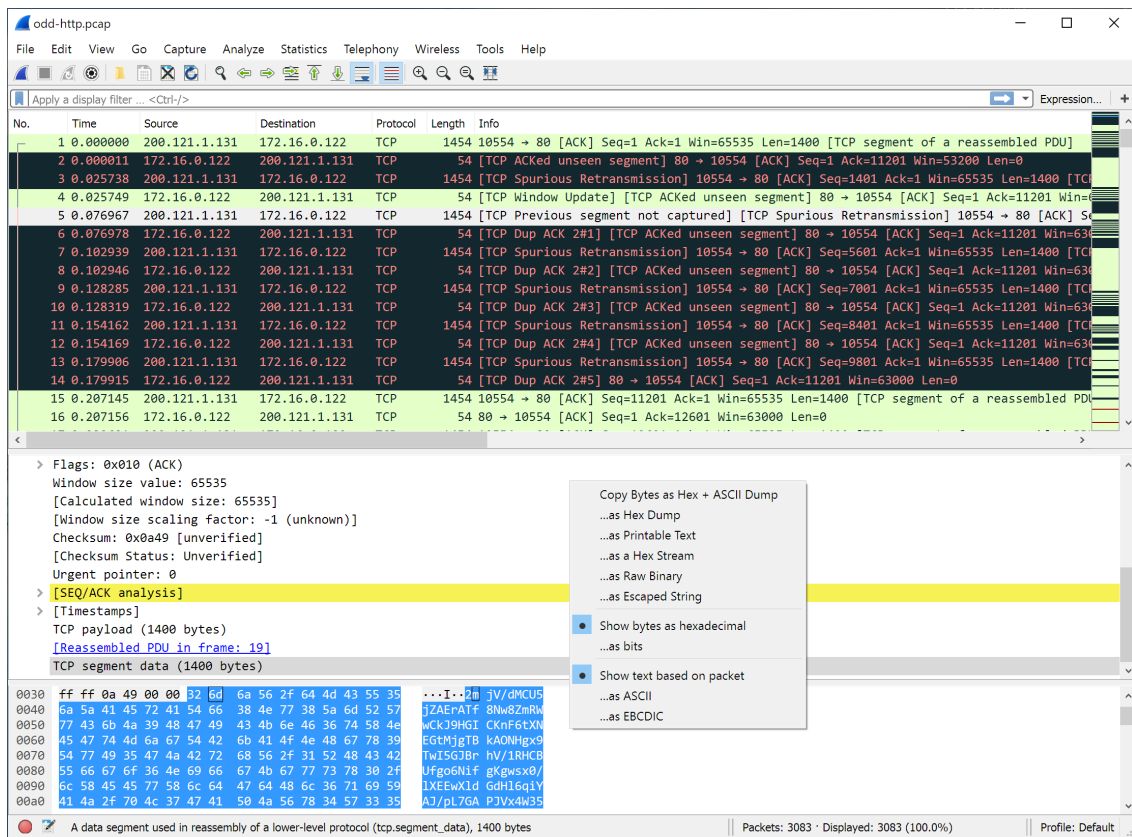 odd-http.pcap
File Edit View Go Capture Analyze Statistics Telephony Wireless Tools Help
Apply a display filter ... <Ctrl-/> Expression... +
No. Time Source Destination Protocol Length Info
1 0.000000 200.121.1.131 172.16.0.122 TCP 1454 10554 → 80 [ACK] Seq=1 Ack=1 Win=65535 Len=1400 [TCP segment of a reassembled PDU]
2 0.000011 172.16.0.122 200.121.1.131 TCP 54 [TCP ACKed unseen segment] 80 → 10554 [ACK] Seq=1 Ack=11201 Win=53200 Len=0
3 0.025738 200.121.1.131 172.16.0.122 TCP 1454 [TCP Spurious Retransmission] 10554 → 80 [ACK] Seq=1401 Ack=1 Win=65535 Len=1400 [TCP
4 0.025749 172.16.0.122 200.121.1.131 TCP 54 [TCP Window Update] [TCP ACKed unseen segment] 80 → 10554 [ACK] Seq=1 Ack=11201 Win=6
5 0.076967 200.121.1.131 172.16.0.122 TCP 1454 [TCP Previous segment not captured] [TCP Spurious Retransmission] 10554 → 80 [ACK] Se
6 0.076978 172.16.0.122 200.121.1.131 TCP 54 [TCP Dup ACK 2#1] [TCP ACKed unseen segment] 80 → 10554 [ACK] Seq=1 Ack=11201 Win=630
7 0.102939 200.121.1.131 172.16.0.122 TCP 1454 [TCP Spurious Retransmission] 10554 → 80 [ACK] Seq=5601 Ack=1 Win=65535 Len=1400 [TCP
8 0.102946 172.16.0.122 200.121.1.131 TCP 54 [TCP Dup ACK 2#2] [TCP ACKed unseen segment] 80 → 10554 [ACK] Seq=1 Ack=11201 Win=630
9 0.128285 200.121.1.131 172.16.0.122 TCP 1454 [TCP Spurious Retransmission] 10554 → 80 [ACK] Seq=7001 Ack=1 Win=65535 Len=1400 [TCP
10 0.128319 172.16.0.122 200.121.1.131 TCP 54 [TCP Dup ACK 2#3] [TCP ACKed unseen segment] 80 → 10554 [ACK] Seq=1 Ack=11201 Win=630
11 0.154162 200.121.1.131 172.16.0.122 TCP 1454 [TCP Spurious Retransmission] 10554 → 80 [ACK] Seq=8401 Ack=1 Win=65535 Len=1400 [TCP
12 0.154169 172.16.0.122 200.121.1.131 TCP 54 [TCP Dup ACK 2#4] [TCP ACKed unseen segment] 80 → 10554 [ACK] Seq=1 Ack=11201 Win=630
13 0.179906 200.121.1.131 172.16.0.122 TCP 1454 [TCP Spurious Retransmission] 10554 → 80 [ACK] Seq=9801 Ack=1 Win=65535 Len=1400 [TCP
14 0.179915 172.16.0.122 200.121.1.131 TCP 54 [TCP Dup ACK 2#5] 80 → 10554 [ACK] Seq=1 Ack=11201 Win=63000 Len=0
15 0.207145 200.121.1.131 172.16.0.122 TCP 1454 10554 → 80 [ACK] Seq=11201 Ack=1 Win=65535 Len=1400 [TCP segment of a reassembled PDU
16 0.207156 172.16.0.122 200.121.1.131 TCP 54 80 → 10554 [ACK] Seq=1 Ack=12601 Win=63000 Len=0
Flags: 0x010 (ACK)
Window size value: 65535
[Calculated window size: 65535]
[Window size scaling factor: -1 (unknown)]
Checksum: 0x0a49 [unverified]
[Checksum Status: Unverified]
Urgent pointer: 0
[SEQ/ACK analysis]
[Timestamps]
TCP payload (1400 bytes)
[Reassembled PDU in frame: 19]
TCP segment data (1400 bytes)
Copy Bytes as Hex + ASCII Dump
...as Hex Dump
...as Printable Text
...as a Hex Stream
...as Raw Binary
...as Escaped String
Show bytes as hexadecimal
...as bits
Show text based on packet
...as ASCII
...as EBCDIC
0030 ff ff 0a 49 00 00 32 6d 6a 56 2f 64 4d 43 55 35 ···I··2m jV/dMCU5
0040 6a 5a 41 45 72 41 54 66 38 4e 77 38 5a 6d 52 57 jZAErATf 8Nw8ZmRW
0050 77 43 6b 4a 39 48 47 49 43 4b 6e 46 36 74 58 4e wCkJ9HGI CKnF6tXN
0060 45 47 74 4d 6a 67 54 42 6b 41 4f 4e 48 67 78 39 EGtMjgTB kAONHgx9
0070 54 77 49 35 47 4a 42 72 68 56 2f 31 52 48 43 42 TwI5GJBr hV/1RHCB
0080 55 66 67 6f 36 4e 69 66 67 4b 67 77 73 78 30 2f Ufgo6Nif gKgwsx0/
0090 6c 58 45 45 77 58 6c 64 47 64 48 6c 36 71 69 59 lXEEwXld GdHl6qiY
00a0 41 4a 2f 70 4c 37 47 41 50 4a 56 78 34 57 33 35 AJ/pL7GA PJVx4W35
A data segment used in reassembly of a lower-level protocol (tcp.segment_data), 1400 bytes Packets: 3083 · Displayed: 3083 (100.0%) Profile: Default